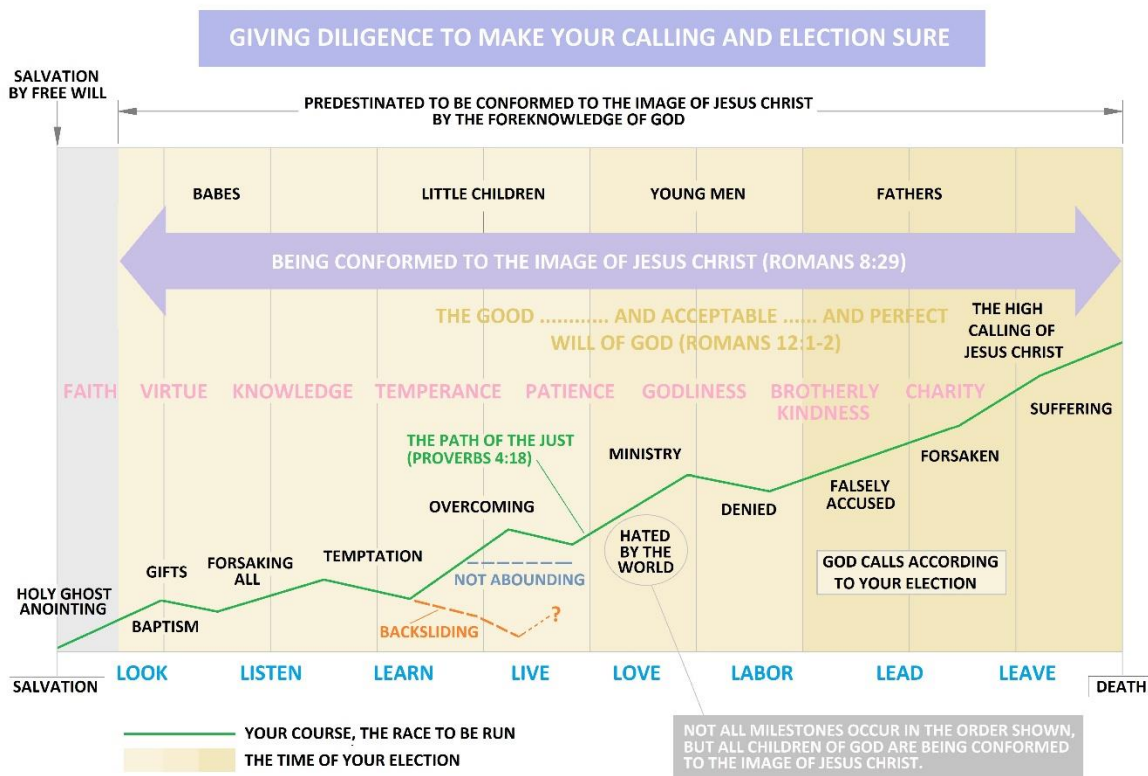 GIVING DILIGENCE TO MAKE YOUR CALLING AND ELECTION SURE
SALVATION
BY FREE WILL
PREDESTINATED TO BE CONFORMED TO THE IMAGE OF JESUS CHRIST
BY THE FOREKNOWLEDGE OF GOD
BABES
LITTLE CHILDREN
YOUNG MEN
FATHERS
BEING CONFORMED TO THE IMAGE OF JESUS CHRIST (ROMANS 8:29)
THE GOOD ............ AND ACCEPTABLE ...... AND PERFECT
WILL OF GOD (ROMANS 12:1-2)
THE HIGH
CALLING OF
JESUS CHRIST
FAITH
VIRTUE
KNOWLEDGE
TEMPERANCE
PATIENCE
GODLINESS
BROTHERLY
KINDNESS
CHARITY
SUFFERING
THE PATH OF THE JUST
(PROVERBS 4:18)
MINISTRY
FORSAKEN
OVERCOMING
DENIED
FALSELY
ACCUSED
HATED
BY THE
WORLD
TEMPTATION
FORSAKING
ALL
GIFTS
HOLY GHOST
ANOINTING
BAPTISM
NOT ABOUNDING
BACKSLIDING
?
GOD CALLS ACCORDING
TO YOUR ELECTION
SALVATION
LOOK
LISTEN
LEARN
LIVE
LOVE
LABOR
LEAD
LEAVE
DEATH
YOUR COURSE, THE RACE TO BE RUN
THE TIME OF YOUR ELECTION
NOT ALL MILESTONES OCCUR IN THE ORDER SHOWN,
BUT ALL CHILDREN OF GOD ARE BEING CONFORMED
TO THE IMAGE OF JESUS CHRIST.